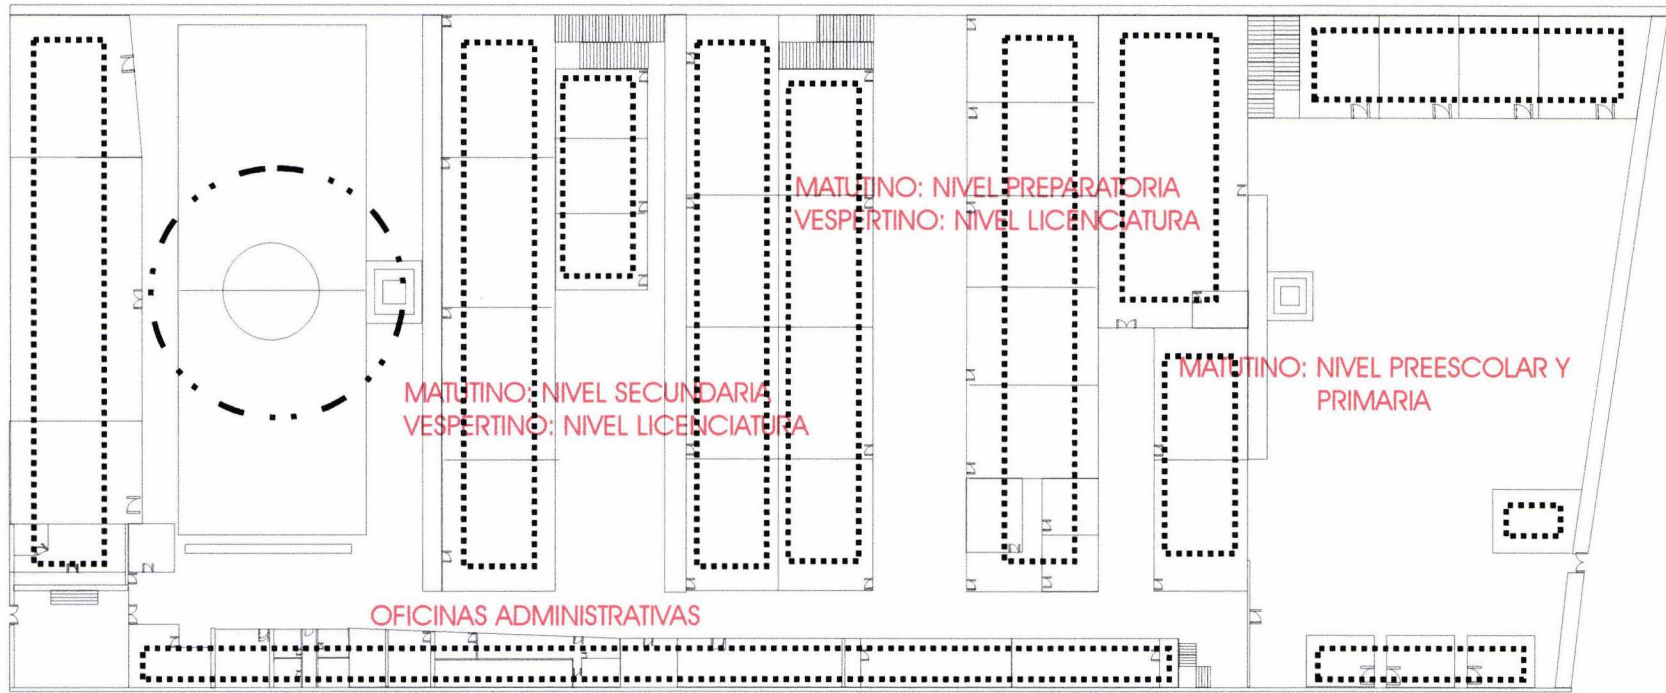 MATUTINO: NIVEL PREPARATORIA
VESPERTINO: NIVEL LICENCIATURA
MATUTINO: NIVEL SECUNDARIA
VESPERTINO: NIVEL LICENCIATURA
MATUTINO: NIVEL PREESCOLAR Y
PRIMARIA
OFICINAS ADMINISTRATIVAS